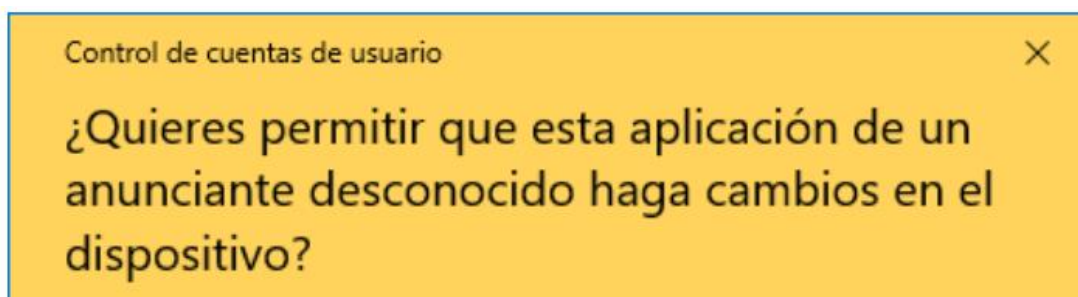 Control de cuentas de usuario
¿Quieres permitir que esta aplicación de un
anunciante desconocido haga cambios en el
dispositivo?